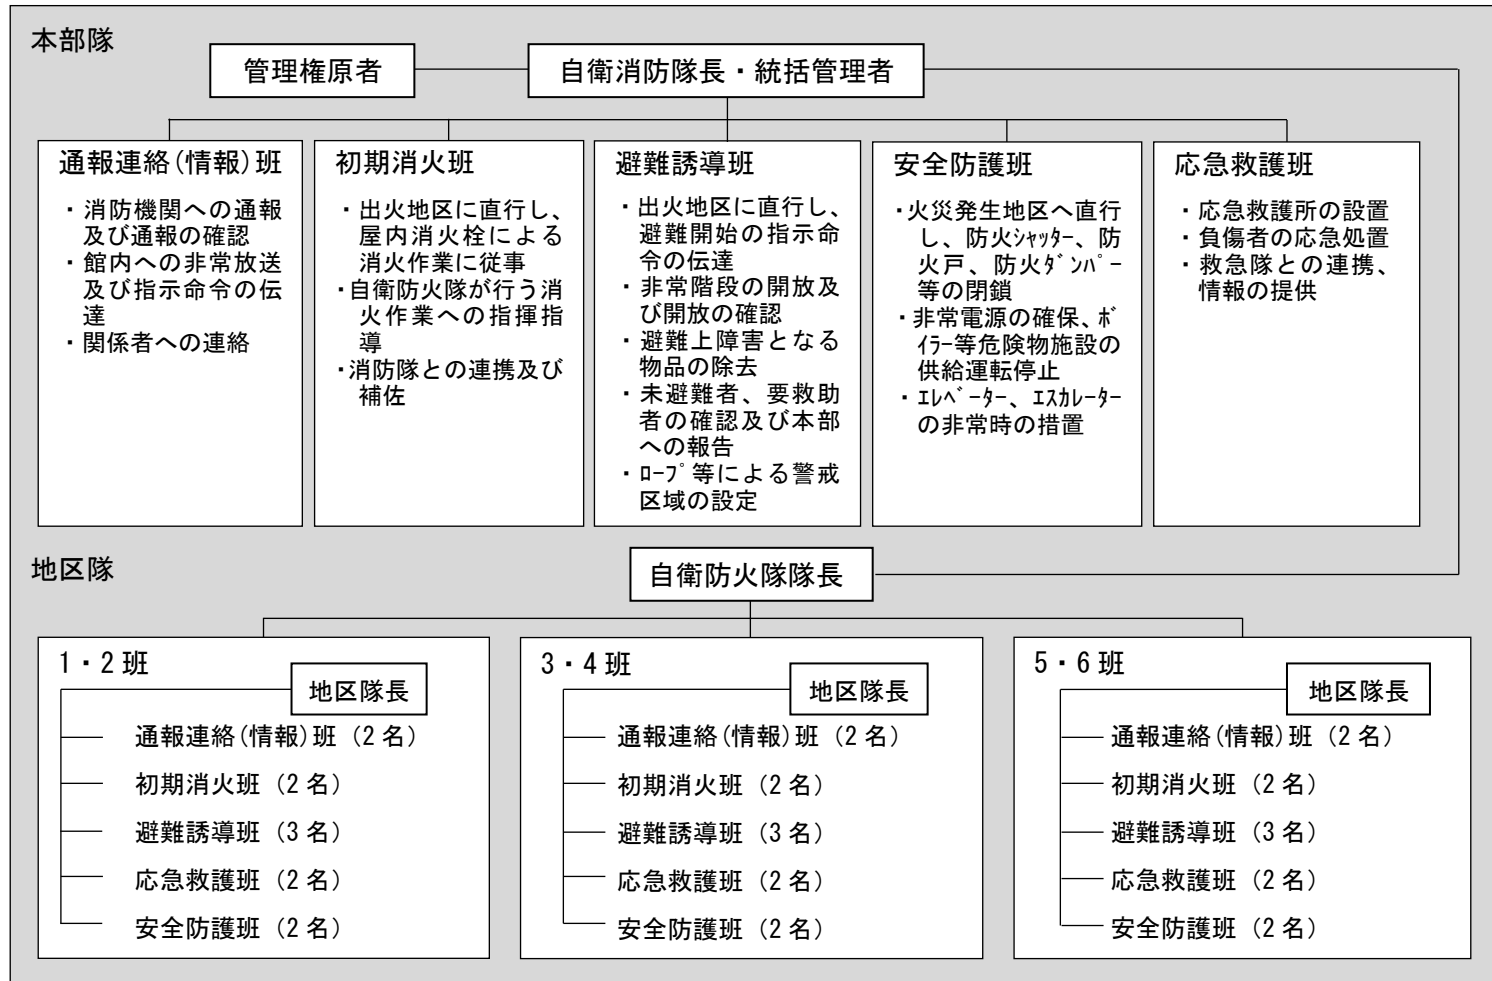 本部隊
管理権原者
自衛消防隊長・統括管理者
通報連絡(情報)班
・消防機関への通報
及び通報の確認
・館内への非常放送
及び指示命令の伝
達
・関係者への連絡
初期消火班
・出火地区に直行し、
屋内消火栓による
消火作業に従事
・自衛防火隊が行う消
火作業への指揮指
導
・消防隊との連携及び
補佐
避難誘導班
・出火地区に直行し、
避難開始の指示命
令の伝達
・非常階段の開放及
び開放の確認
・避難上障害となる
物品の除去
・未避難者、要救助
者の確認及び本部
への報告
・ﾛｰﾌﾟ等による警戒
区域の設定
安全防護班
・火災発生地区へ直行
し、防火ｼｬｯﾀｰ、防
火戸、防火ﾀﾞﾝﾊﾟｰ
等の閉鎖
・非常電源の確保、ﾎﾞ
ｲﾗｰ等危険物施設の
供給運転停止
・ｴﾚﾍﾞｰﾀｰ、ｴｽｶﾚｰﾀｰ
の非常時の措置
応急救護班
・応急救護所の設置
・負傷者の応急処置
・救急隊との連携、
情報の提供
地区隊
自衛防火隊隊長
1・2班
地区隊長
通報連絡(情報)班（2名）
初期消火班（2名）
避難誘導班（3名）
応急救護班（2名）
安全防護班（2名）
3・4班
地区隊長
通報連絡(情報)班（2名）
初期消火班（2名）
避難誘導班（3名）
応急救護班（2名）
安全防護班（2名）
5・6班
地区隊長
通報連絡(情報)班（2名）
初期消火班（2名）
避難誘導班（3名）
応急救護班（2名）
安全防護班（2名）